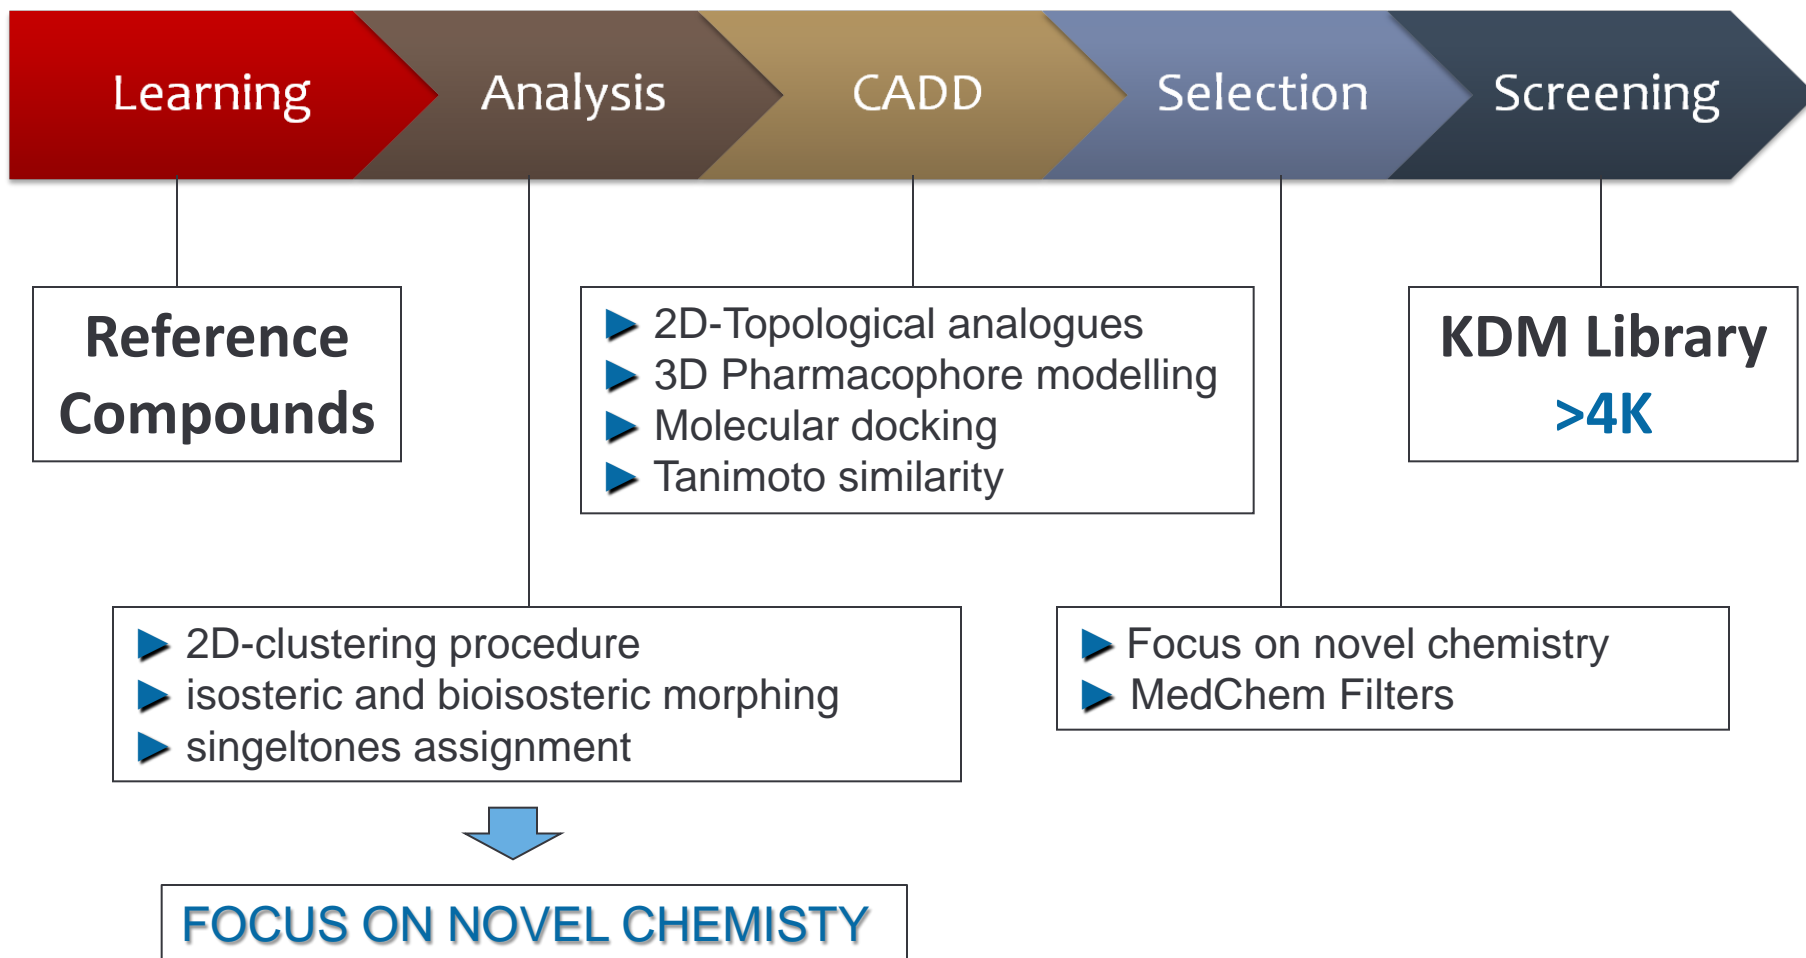 Learning
Analysis
CADD
Selection
Screening
Reference
Compounds
2D-Topological analogues
3D Pharmacophore modelling
Molecular docking
Tanimoto similarity
KDM Library
>4K
2D-clustering procedure
isosteric and bioisosteric morphing
singeltones assignment
Focus on novel chemistry
MedChem Filters
FOCUS ON NOVEL CHEMISTY